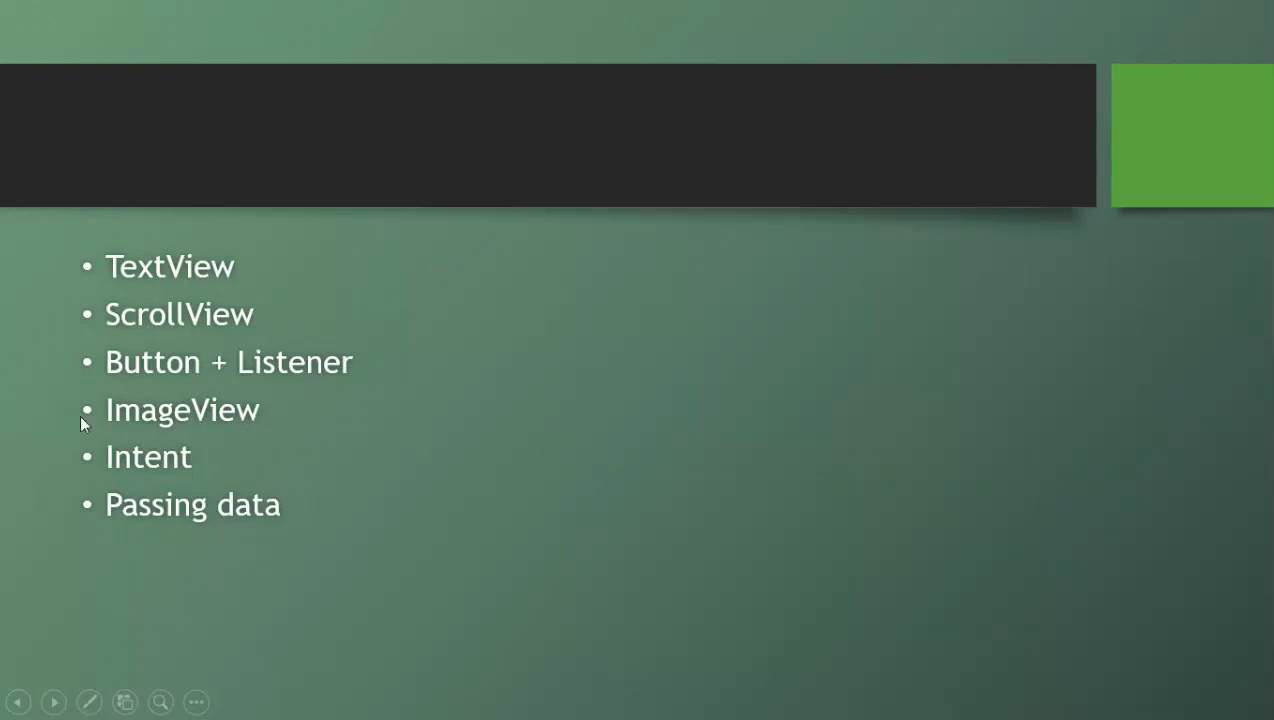 • TextView
• ScrollView
• Button + Listener
• ImageView
• Intent
• Passing data